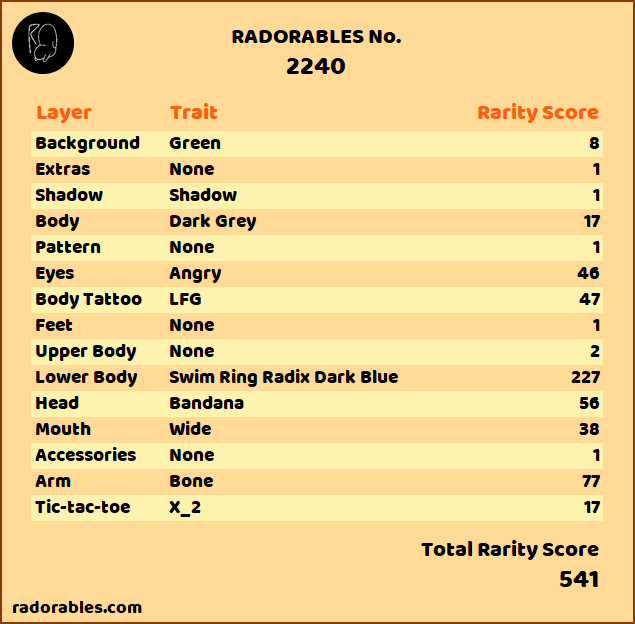 RADORABLES No.
2240
Layer Trait Rarity Score
Background Green 8
Extras None 1
Shadow Shadow 1
Body Dark Grey 17
Pattern None 1
Eyes Angry 46
Body Tattoo LFG 47
Feet None 1
Upper Body None 2
Lower Body Swim Ring Radix Dark Blue 227
Head Bandana 56
Mouth Wide 38
Accessories None 1
Arm Bone 77
Tic-tac-toe X_2 17
Total Rarity Score
541
radorables.com